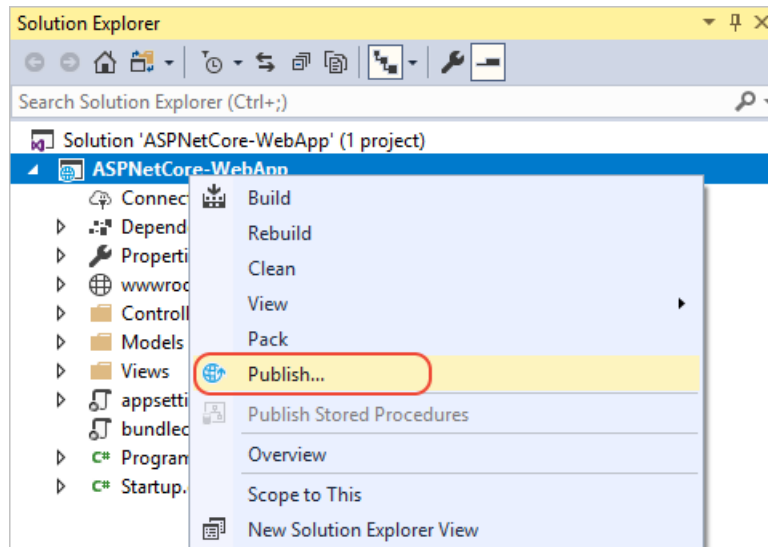 Solution Explorer
Search Solution Explorer (Ctrl+;)
Solution 'ASPNetCore-WebApp' (1 project)
ASPNetCore-WebApp
Connec
Build
Depend
Rebuild
Properti
Clean
wwwroo
View
Controll
Pack
Models
Publish...
Views
appsetti
Publish Stored Procedures
bundlec
Overview
C# Program
C# Startup.
Scope to This
New Solution Explorer View